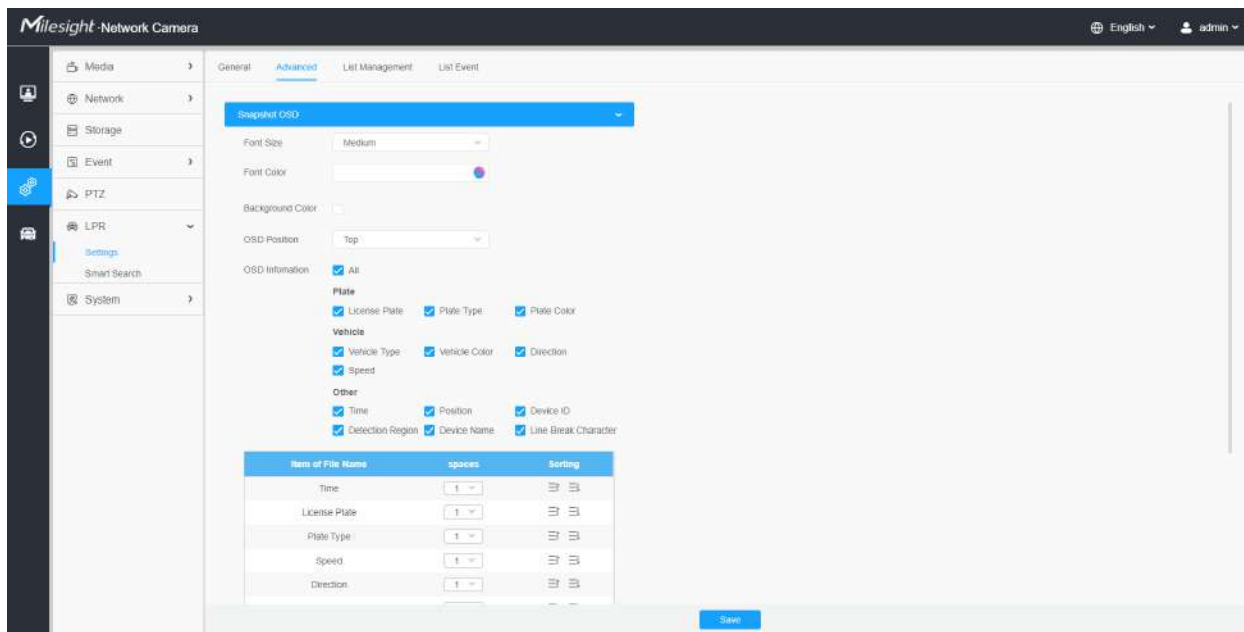 Milesight -Network Camera
English
admin
Media
Network
Storage
Event
PTZ
LPR
Settings
Smart Search
System
General Advanced List Management List Event
Snapshot OSD
Font Size Medium
Font Color
Background Color
OSD Position Top
OSD Infomation All
Plate
License Plate Plate Type Plate Color
Vehicle
Vehicle Type Vehicle Color Direction
Speed
Other
Time Position Device ID
Detection Region Device Name Line Break Character
Item of File Name spaces Sorting
Time 1
License Plate 1
Plate Type 1
Speed 1
Direction 1
Save